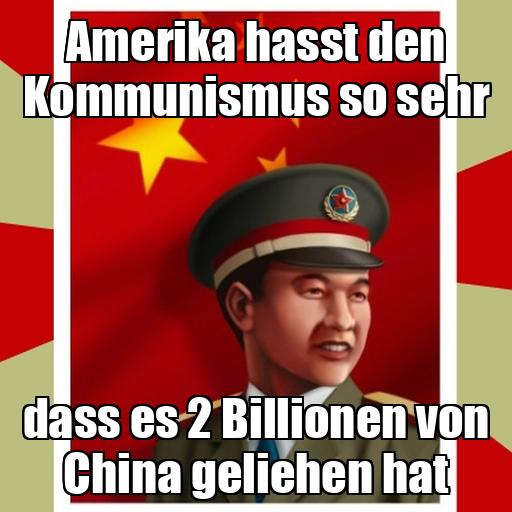 Amerika hasst den
Kommunismus so sehr
dass es 2 Billionen von
China geliehen hat